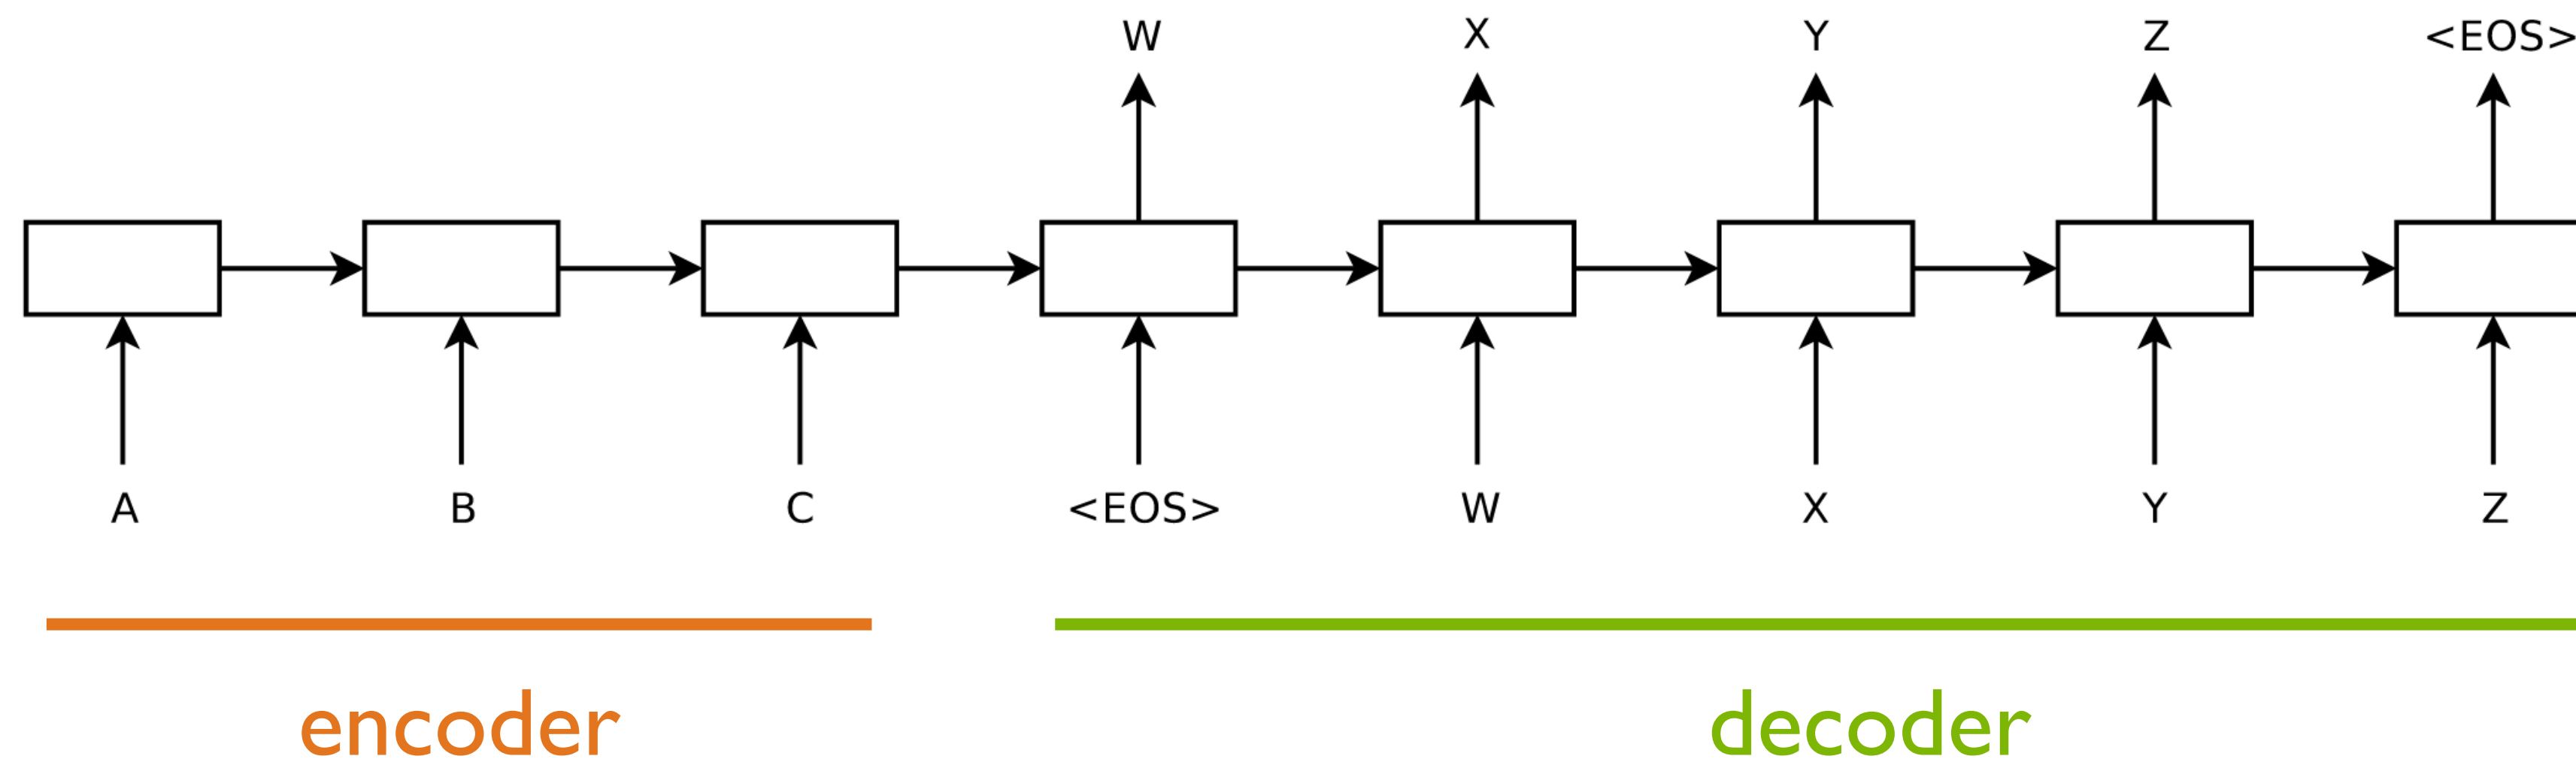 W X Y Z <EOS>
A B C <EOS> W X Y Z
encoder decoder